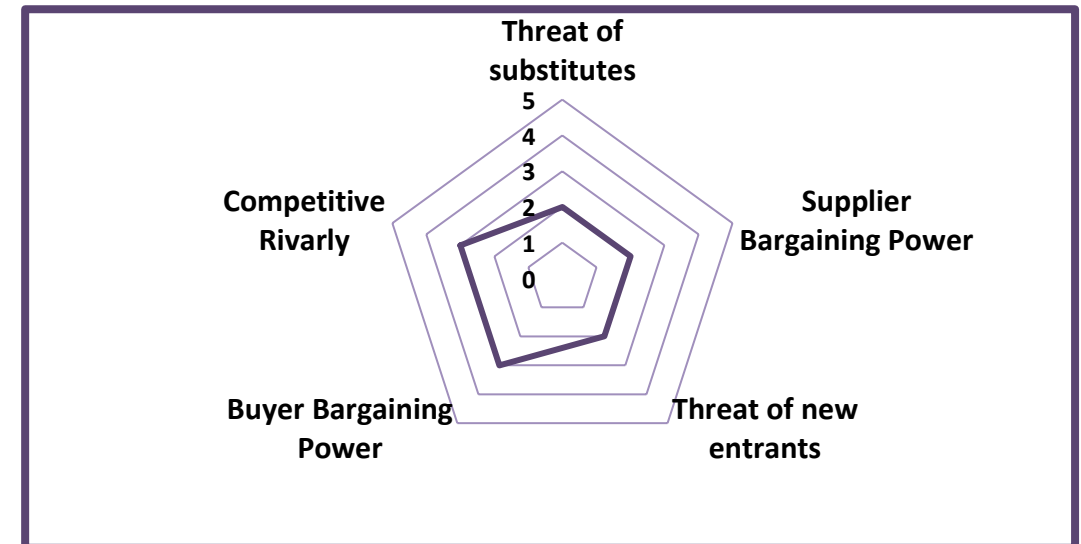 Threat of
substitutes
5
4
3
2
1
0
Supplier
Bargaining Power
Threat of new
entrants
Buyer Bargaining
Power
Competitive
Rivarly